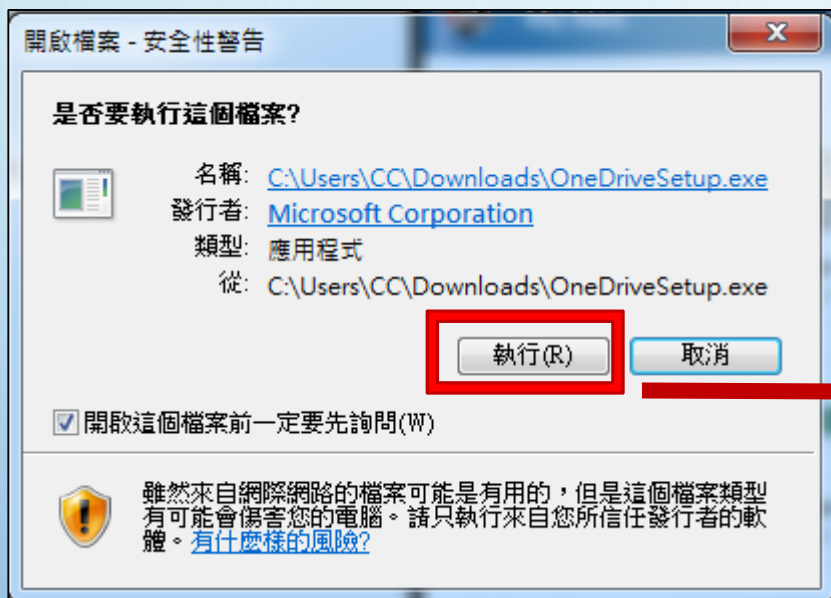 開啟檔案 - 安全性警告
是否要執行這個檔案?
名稱: C:\Users\CC\Downloads\OneDriveSetup.exe
發行者: Microsoft Corporation
類型: 應用程式
從: C:\Users\CC\Downloads\OneDriveSetup.exe
執行(R) 取消
開啟這個檔案前一定要先詢問(W)
雖然來自網際網路的檔案可能是有用的，但是這個檔案類型
有可能會傷害您的電腦。請只執行來自您所信任發行者的軟
體。有什麼樣的風險?